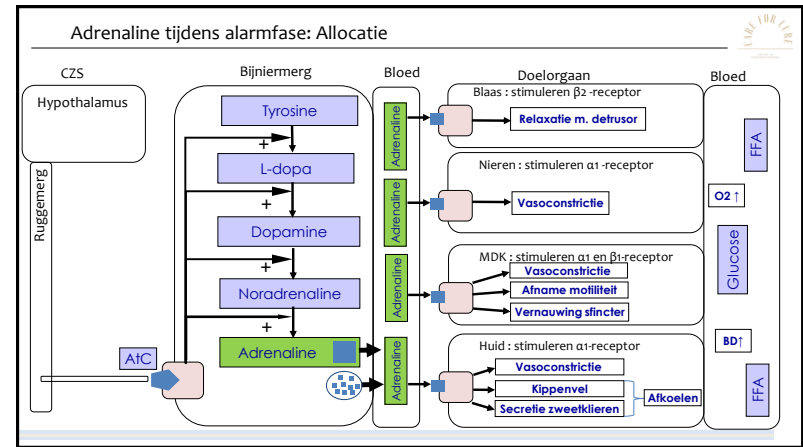 Adrenaline tijdens alarmfase: Allocatie
CARE FOR CURE
CZS
Bijniermerg
Bloed
Doelorgaan
Bloed
Hypothalamus
Ruggemerg
AtC
Tyrosine
+
L-dopa
+
Dopamine
+
Noradrenaline
+
Adrenaline
Adrenaline
Adrenaline
Adrenaline
Adrenaline
Blaas : stimuleren β2 -receptor
Relaxatie m. detrusor
Nieren : stimuleren α1 -receptor
Vasoconstrictie
MDK : stimuleren α1 en β1-receptor
Vasoconstrictie
Afname motiliteit
Vernauwing sfincter
Huid : stimuleren α1-receptor
Vasoconstrictie
Kippenvel
Secretie zweetklieren
Afkoelen
FFA
O2 ↑
Glucose
BD↑
FFA